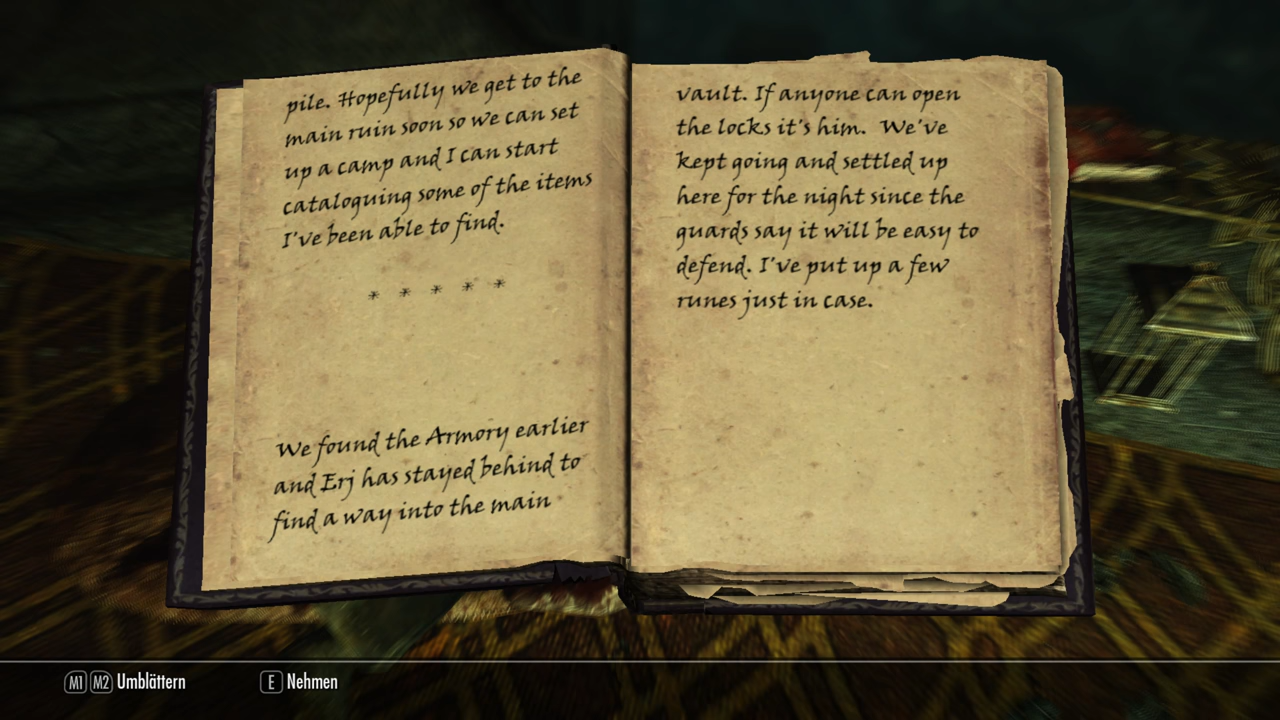 pile. Hopefully we get to the
main ruin soon so we can set
up a camp and I can start
cataloguing some of the items
I've been able to find.
* * * * *
We found the Armory earlier
and Erj has stayed behind to
find a way into the main
vault. If anyone can open
the locks it's him.  We've
kept going and settled up
here for the night since the
guards say it will be easy to
defend. I've put up a few
runes just in case.
M1 M2 Umblättern
E Nehmen